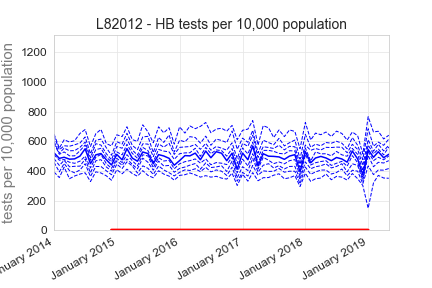 L82012 - HB tests per 10,000 population
tests per 10,000 population
1200
1000
800
600
400
200
0
nuary 2014
January 2015
January 2016
January 2017
January 2018
January 2019